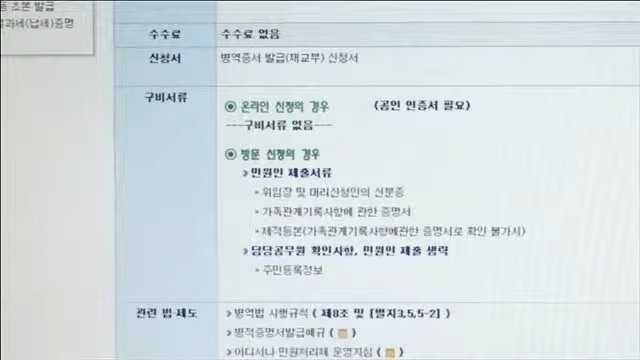 초본 발급
(납세)증명
수수료 수수료 없음
신청서 병역증서 발급(재교부) 신청서
구비서류
온라인 신청의 경우 (공인 인증서 필요)
---구비서류 없음---
방문 신청의 경우
민원인 제출서류
위임장 및 대리신청인의 신분증
가족관계기록사항에 관한 증명서
제적등본(가족관계기록사항에관한 증명서로 확인 불가시)
담당공무원 확인사항, 민원인 제출 생략
주민등록정보
관련 법·제도
병역법 시행규칙 ( 제8조 및 [별지3,5,5-2] )
병적증명서발급예규 ( )
어디서나 민원처리제 운영지침 ( )